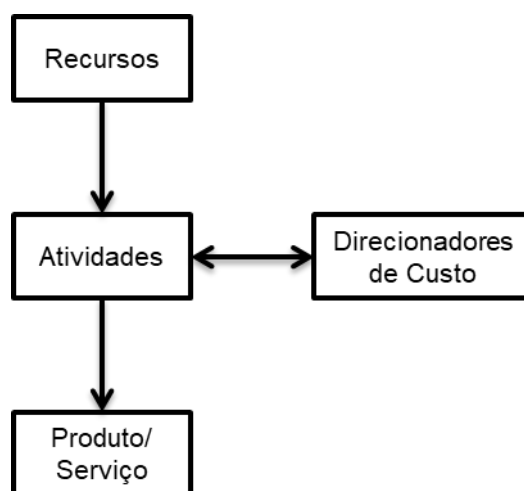 Recursos
Atividades
Direcionadores
de Custo
Produto/
Serviço